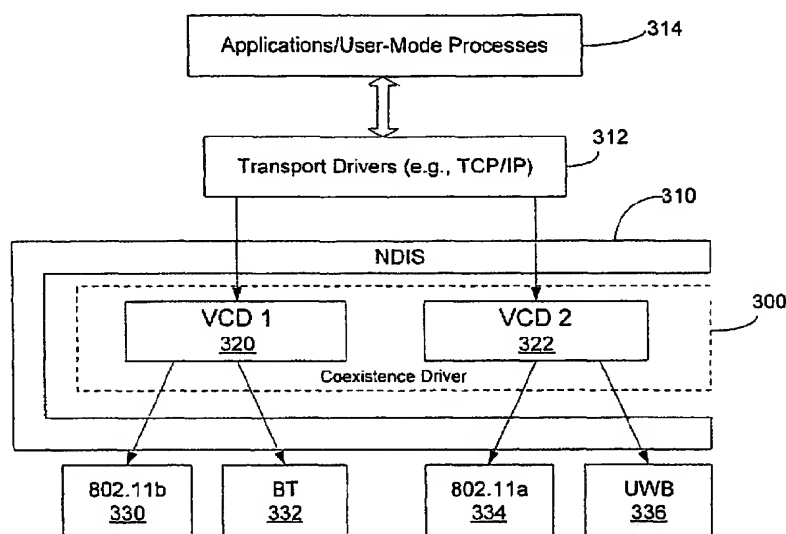 Applications/User-Mode Processes
314
Transport Drivers (e.g., TCP/IP)
312
310
NDIS
300
VCD 1
320
VCD 2
322
Coexistence Driver
802.11b
330
BT
332
802.11a
334
UWB
336